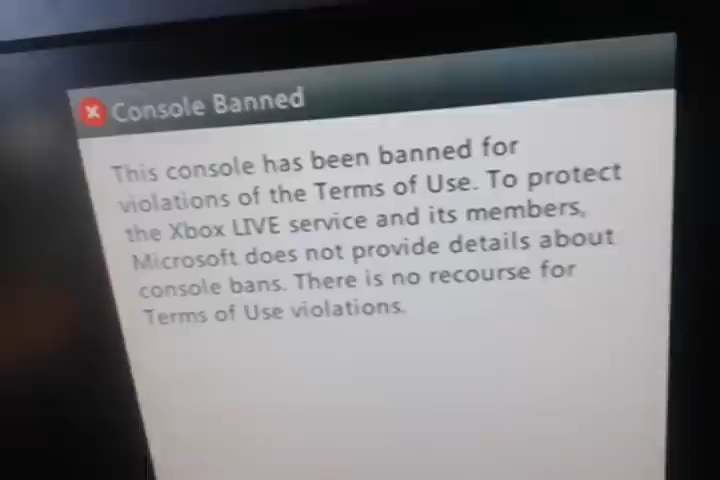 Console Banned
This console has been banned for
violations of the Terms of Use. To protect
the Xbox LIVE service and its members,
Microsoft does not provide details about
console bans. There is no recourse for
Terms of Use violations.